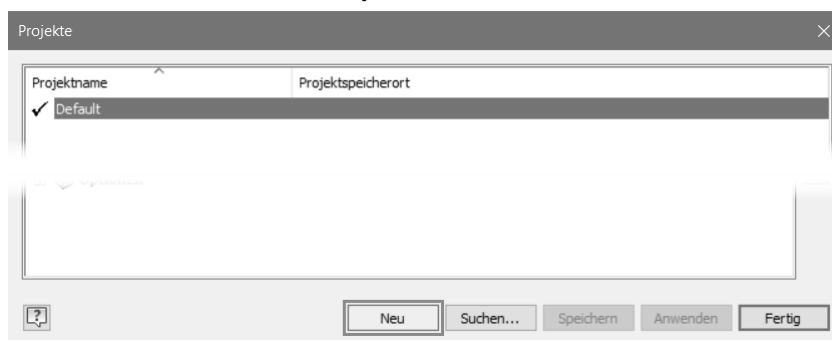 Projekte
Projektname Projektspeicherort
Default
Neu Suchen... Speichern Anwenden Fertig